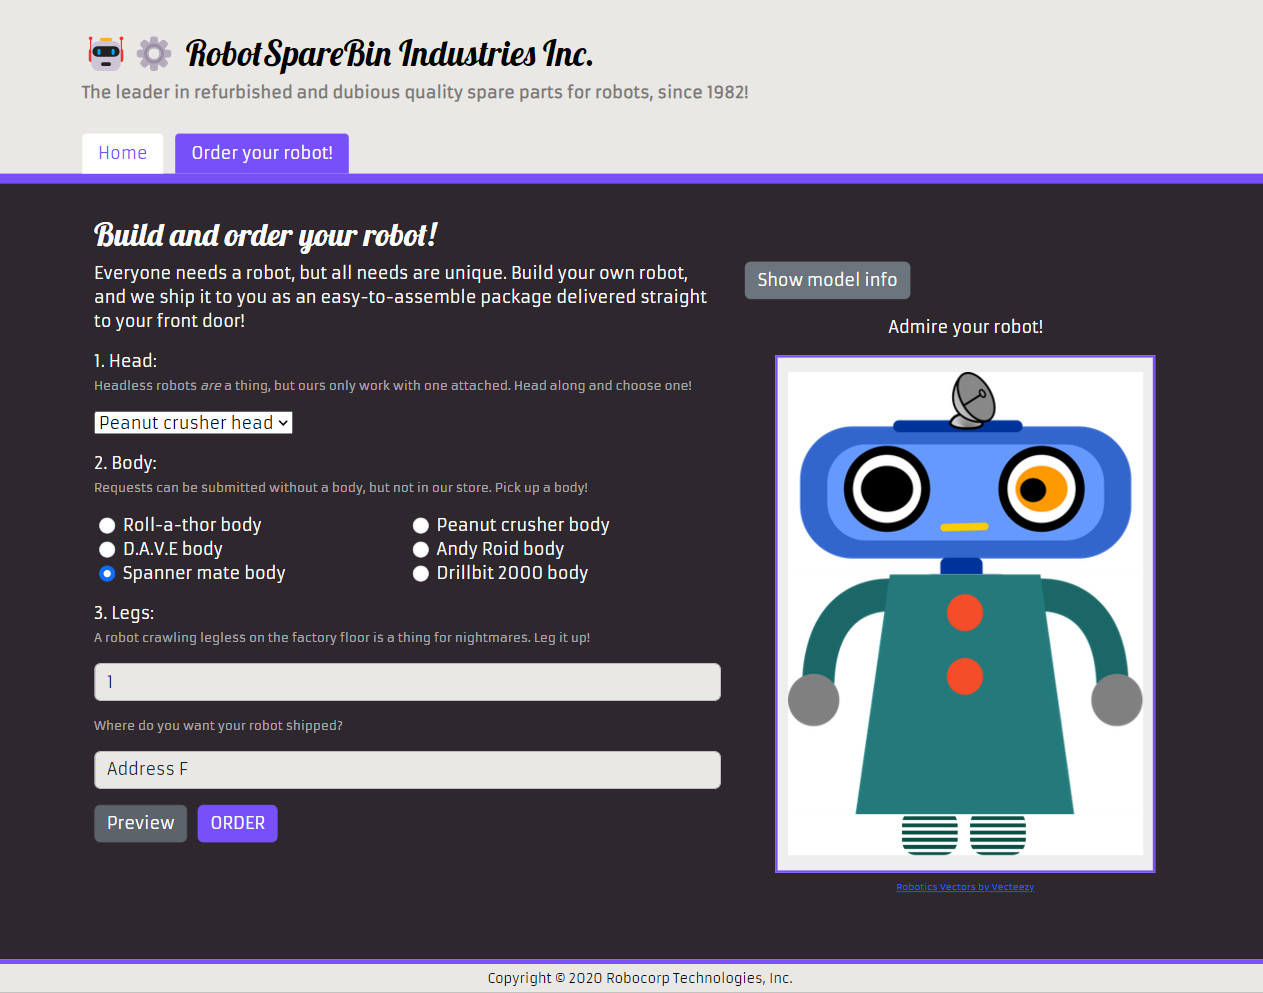 RobotSpareBin Industries Inc.
The leader in refurbished and dubious quality spare parts for robots, since 1982!
Home
Order your robot!
Build and order your robot!
Everyone needs a robot, but all needs are unique. Build your own robot,
and we ship it to you as an easy-to-assemble package delivered straight
to your front door!
1. Head:
Headless robots are a thing, but ours only work with one attached. Head along and choose one!
Peanut crusher head
2. Body:
Requests can be submitted without a body, but not in our store. Pick up a body!
Roll-a-thor body
Peanut crusher body
D.A.V.E body
Andy Roid body
Spanner mate body
Drillbit 2000 body
3. Legs:
A robot crawling legless on the factory floor is a thing for nightmares. Leg it up!
1
Where do you want your robot shipped?
Address F
Preview
ORDER
Show model info
Admire your robot!
Robotics Vectors by Vecteezy
Copyright © 2020 Robocorp Technologies, Inc.